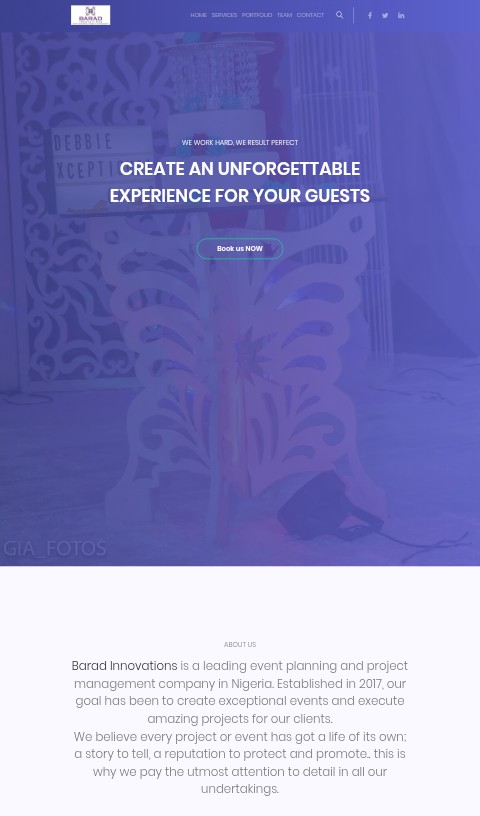 BARAD
HOME SERVICES PORTFOLIO TEAM CONTACT
DEBBIE
XCEPTI
WE WORK HARD, WE RESULT PERFECT
CREATE AN UNFORGETTABLE
EXPERIENCE FOR YOUR GUESTS
Book us NOW
GIA_FOTOS
ABOUT US
Barad Innovations is a leading event planning and project
management company in Nigeria. Established in 2017, our
goal has been to create exceptional events and execute
amazing projects for our clients.
We believe every project or event has got a life of its own;
a story to tell, a reputation to protect and promote.. this is
why we pay the utmost attention to detail in all our
undertakings.